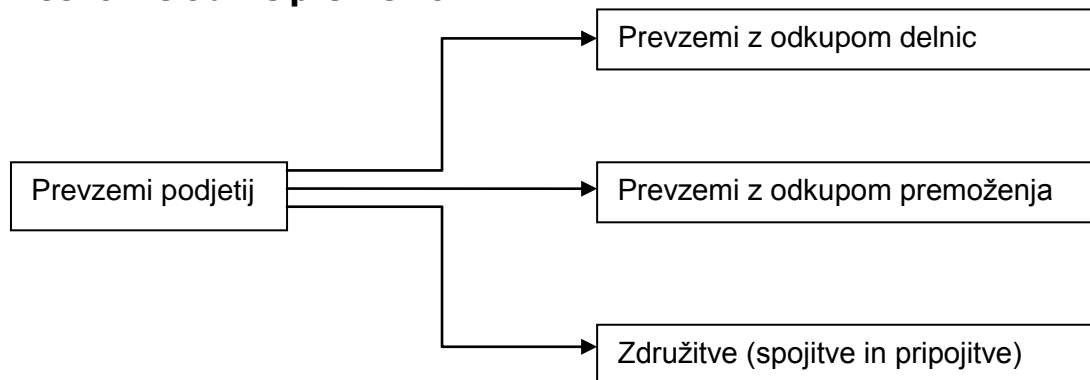 Prevzemi z odkupom delnic
Prevzemi podjetij
Prevzemi z odkupom premoženja
Združitve (spojitve in pripojitve)